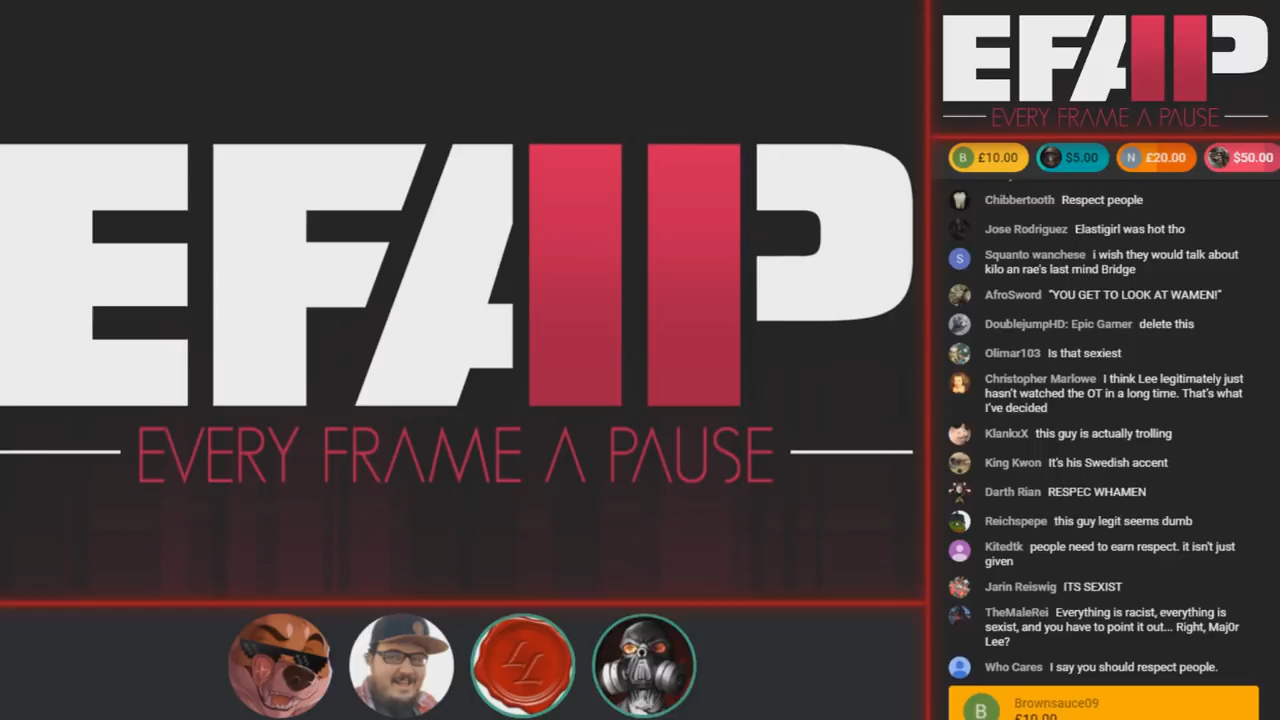 EFAP
EVERY FRAME A PAUSE
EFAP
EVERY FRAME A PAUSE
B £10.00 $5.00 N £20.00 $50.00
Chibbertooth Respect people
Jose Rodriguez Elastigirl was hot tho
S Squanto wanchese i wish they would talk about
kilo an rae's last mind Bridge
AfroSword "YOU GET TO LOOK AT WAMEN!"
DoublejumpHD: Epic Gamer delete this
Olimar103 Is that sexiest
Christopher Marlowe I think Lee legitimately just
hasn't watched the OT in a long time. That's what
I've decided
KlankxX this guy is actually trolling
King Kwon It's his Swedish accent
Darth Rian RESPEC WHAMEN
Reichspepe this guy legit seems dumb
Kitedtk people need to earn respect. it isn't just
given
Jarin Reiswig ITS SEXIST
TheMaleRei Everything is racist, everything is
sexist, and you have to point it out... Right, Maj0r
Lee?
Who Cares I say you should respect people.
B Brownsauce09
£10.00
LL